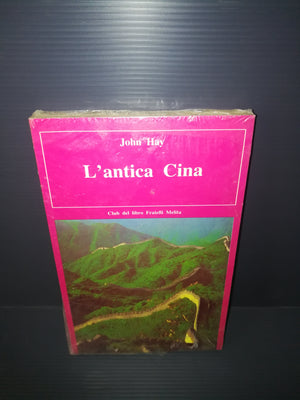 John Hay
L'antica Cina
Club del libro Fratelli Melita